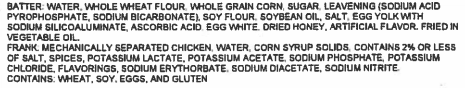 BATTER: WATER, WHOLE WHEAT FLOUR, WHOLE GRAIN CORN, SUGAR, LEAVENING (SODIUM ACID
PYROPHOSPHATE, SODIUM BICARBONATE), SOY FLOUR, SOYBEAN OIL, SALT, EGG YOLK WITH
SODIUM SILICOALUMINATE, ASCORBIC ACID, EGG WHITE, DRIED HONEY, ARTIFICIAL FLAVOR. FRIED IN
VEGETABLE OIL.
FRANK: MECHANICALLY SEPARATED CHICKEN, WATER, CORN SYRUP SOLIDS, CONTAINS 2% OR LESS
OF SALT, SPICES, POTASSIUM LACTATE, POTASSIUM ACETATE, SODIUM PHOSPHATE, POTASSIUM
CHLORIDE, FLAVORINGS, SODIUM ERYTHORBATE, SODIUM DIACETATE, SODIUM NITRITE.
CONTAINS: WHEAT, SOY, EGGS, AND GLUTEN